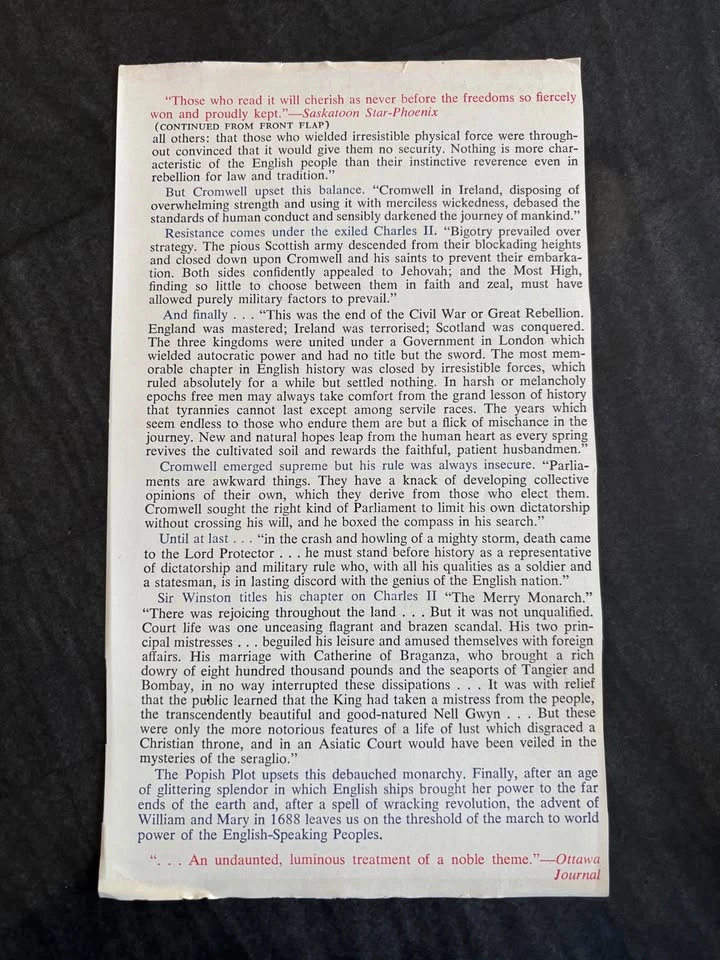 “Those who read it will cherish as never before the freedoms so fiercely
won and proudly kept.”—Saskatoon Star-Phoenix
(CONTINUED FROM FRONT FLAP)
all others: that those who wielded irresistible physical force were through-
out convinced that it would give them no security. Nothing is more char-
acteristic of the English people than their instinctive reverence even in
rebellion for law and tradition.”
But Cromwell upset this balance. “Cromwell in Ireland, disposing of
overwhelming strength and using it with merciless wickedness, debased the
standards of human conduct and sensibly darkened the journey of mankind.”
Resistance comes under the exiled Charles II. “Bigotry prevailed over
strategy. The pious Scottish army descended from their blockading heights
and closed down upon Cromwell and his saints to prevent their embarka-
tion. Both sides confidently appealed to Jehovah; and the Most High,
finding so little to choose between them in faith and zeal, must have
allowed purely military factors to prevail.”
And finally . . . “This was the end of the Civil War or Great Rebellion.
England was mastered; Ireland was terrorised; Scotland was conquered.
The three kingdoms were united under a Government in London which
wielded autocratic power and had no title but the sword. The most mem-
orable chapter in English history was closed by irresistible forces, which
ruled absolutely for a while but settled nothing. In harsh or melancholy
epochs free men may always take comfort from the grand lesson of history
that tyrannies cannot last except among servile races. The years which
seem endless to those who endure them are but a flick of mischance in the
journey. New and natural hopes leap from the human heart as every spring
revives the cultivated soil and rewards the faithful, patient husbandmen.”
Cromwell emerged supreme but his rule was always insecure. “Parlia-
ments are awkward things. They have a knack of developing collective
opinions of their own, which they derive from those who elect them.
Cromwell sought the right kind of Parliament to limit his own dictatorship
without crossing his will, and he boxed the compass in his search.”
Until at last . . . “in the crash and howling of a mighty storm, death came
to the Lord Protector . . . he must stand before history as a representative
of dictatorship and military rule who, with all his qualities as a soldier and
a statesman, is in lasting discord with the genius of the English nation.”
Sir Winston titles his chapter on Charles II “The Merry Monarch.”
“There was rejoicing throughout the land . . . But it was not unqualified.
Court life was one unceasing flagrant and brazen scandal. His two prin-
cipal mistresses . . . beguiled his leisure and amused themselves with foreign
affairs. His marriage with Catherine of Braganza, who brought a rich
dowry of eight hundred thousand pounds and the seaports of Tangier and
Bombay, in no way interrupted these dissipations . . . It was with relief
that the public learned that the King had taken a mistress from the people,
the transcendently beautiful and good-natured Nell Gwyn . . . But these
were only the more notorious features of a life of lust which disgraced a
Christian throne, and in an Asiatic Court would have been veiled in the
mysteries of the seraglio.”
The Popish Plot upsets this debauched monarchy. Finally, after an age
of glittering splendor in which English ships brought her power to the far
ends of the earth and, after a spell of wracking revolution, the advent of
William and Mary in 1688 leaves us on the threshold of the march to world
power of the English-Speaking Peoples.
“. . . An undaunted, luminous treatment of a noble theme.”—Ottawa
Journal